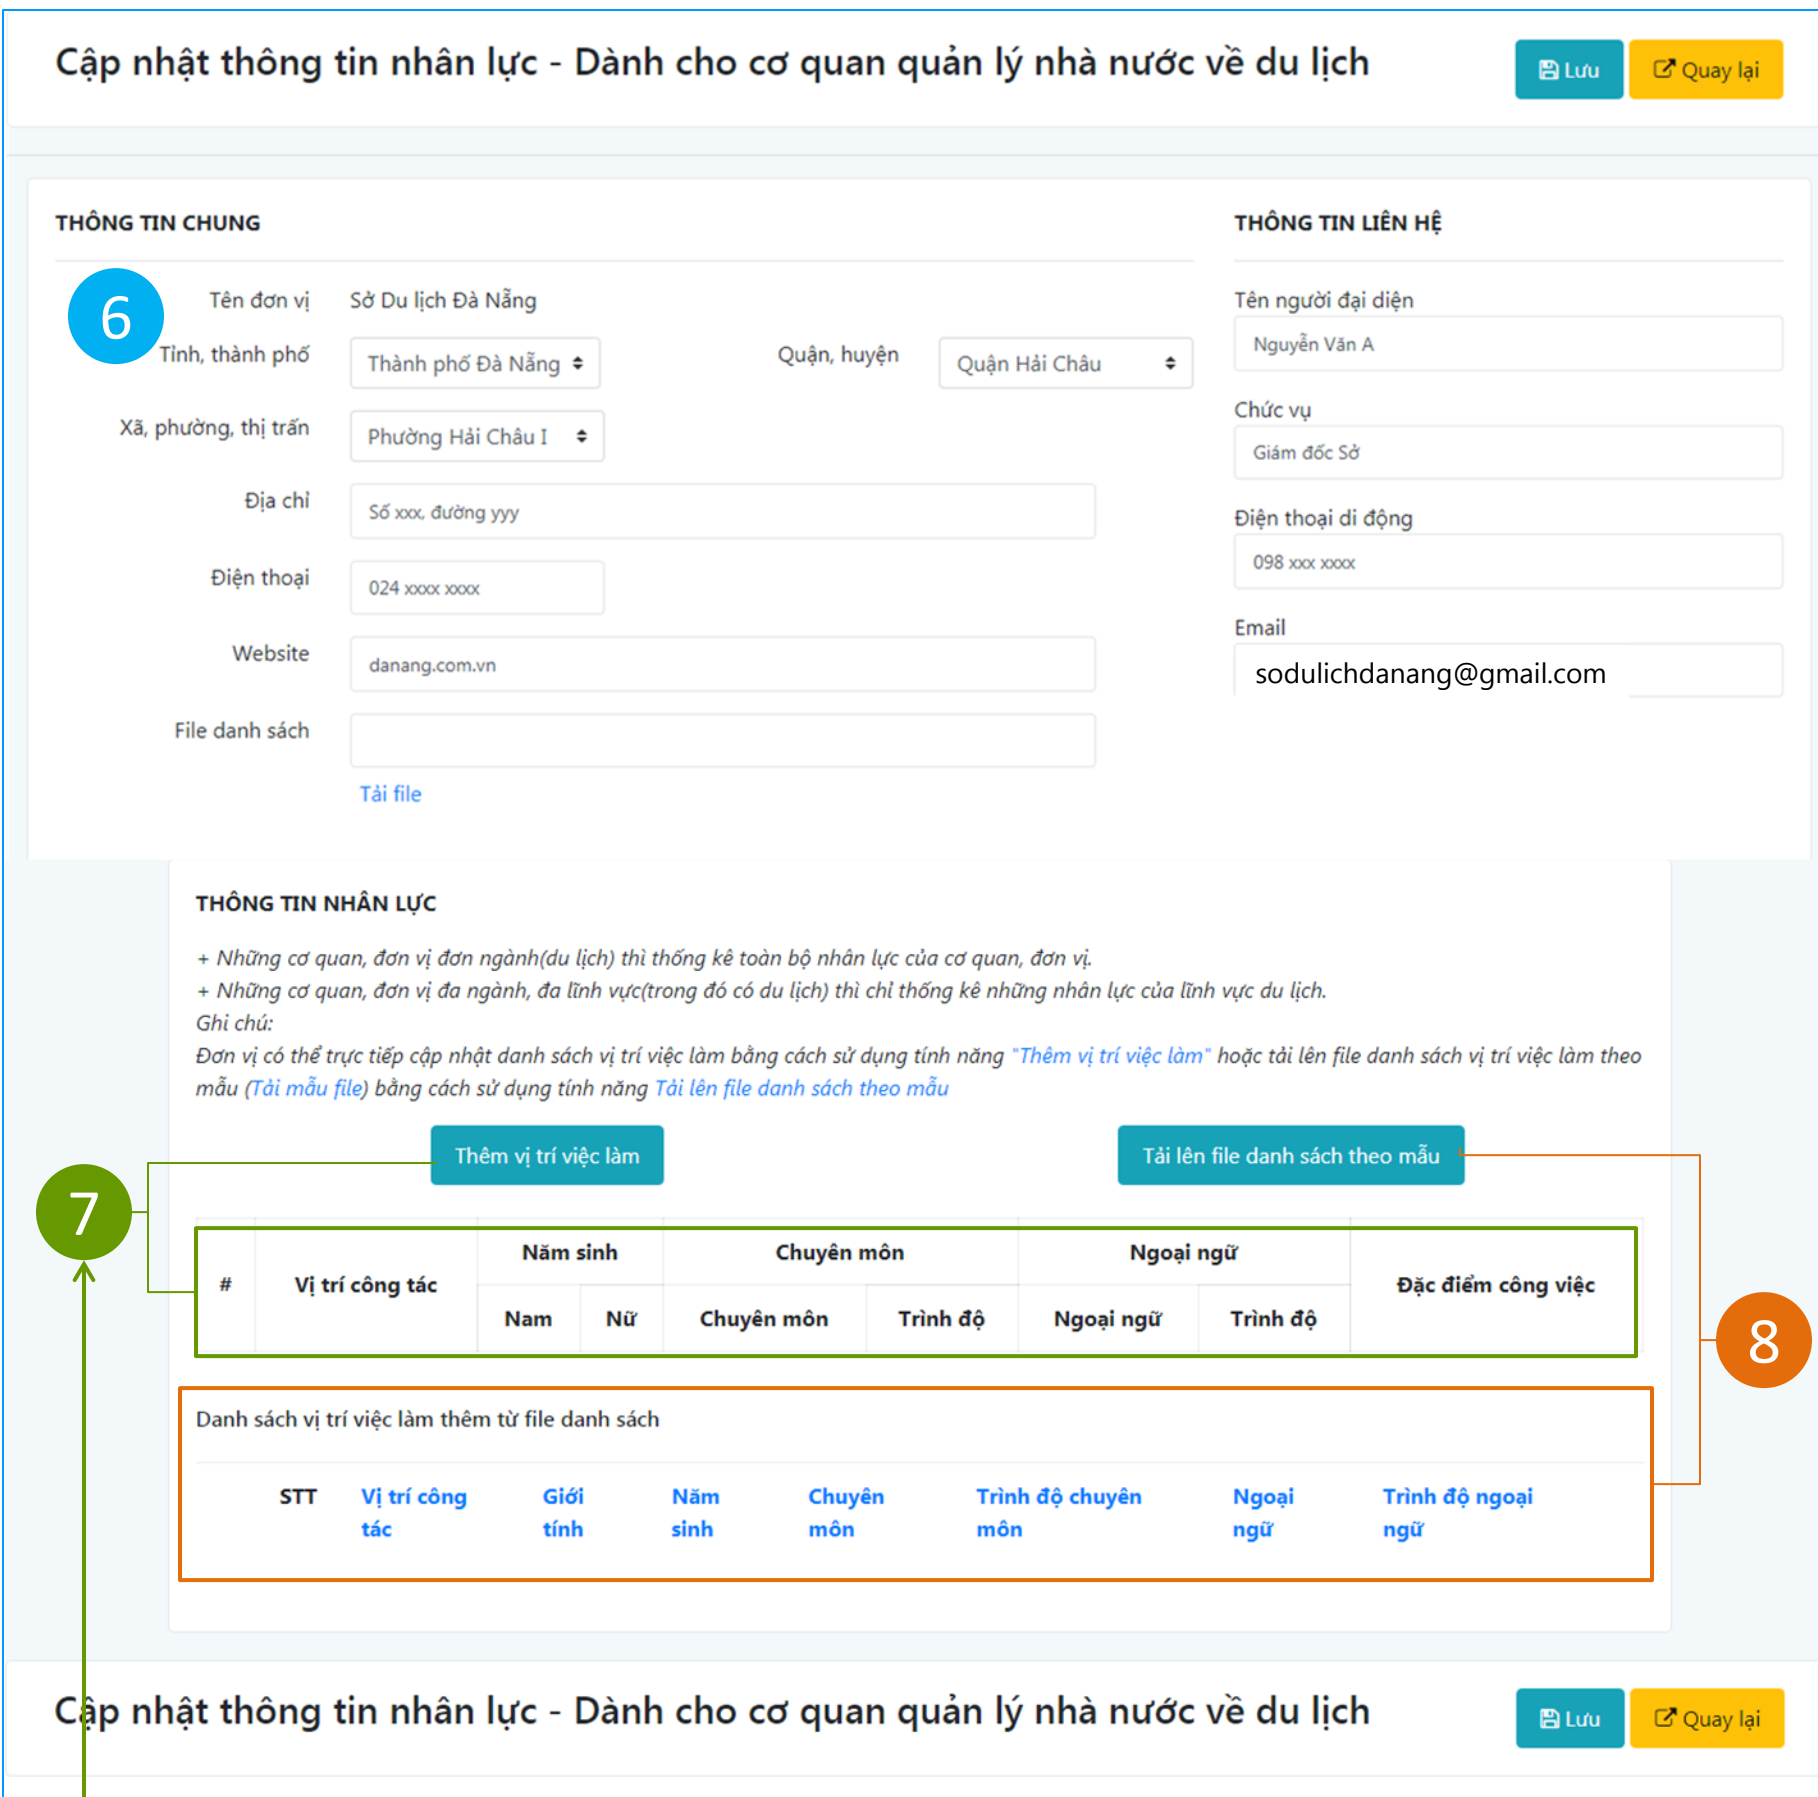 Cập nhật thông tin nhân lực - Dành cho cơ quan quản lý nhà nước về du lịch
Lưu
Quay lại
THÔNG TIN CHUNG
6
Tên đơn vị
Sở Du lịch Đà Nẵng
Tỉnh, thành phố
Thành phố Đà Nẵng
Quận, huyện
Quận Hải Châu
Xã, phường, thị trấn
Phường Hải Châu I
Địa chỉ
Số xxx, đường yyy
Điện thoại
024 xxxx xxxx
Website
danang.com.vn
File danh sách
Tải file
THÔNG TIN LIÊN HỆ
Tên người đại diện
Nguyễn Văn A
Chức vụ
Giám đốc Sở
Điện thoại di động
098 xxx xxxx
Email
sodulichdanang@gmail.com
THÔNG TIN NHÂN LỰC
+ Những cơ quan, đơn vị đơn ngành(du lịch) thì thống kê toàn bộ nhân lực của cơ quan, đơn vị.
+ Những cơ quan, đơn vị đa ngành, đa lĩnh vực(trong đó có du lịch) thì chỉ thống kê những nhân lực của lĩnh vực du lịch.
Ghi chú:
Đơn vị có thể trực tiếp cập nhật danh sách vị trí việc làm bằng cách sử dụng tính năng "Thêm vị trí việc làm" hoặc tải lên file danh sách vị trí việc làm theo
mẫu (Tải mẫu file) bằng cách sử dụng tính năng Tải lên file danh sách theo mẫu
Thêm vị trí việc làm
Tải lên file danh sách theo mẫu
7
#
Vị trí công tác
Năm sinh
Chuyên môn
Ngoại ngữ
Đặc điểm công việc
Nam
Nữ
Chuyên môn
Trình độ
Ngoại ngữ
Trình độ
8
Danh sách vị trí việc làm thêm từ file danh sách
STT
Vị trí công
tác
Giới
tính
Năm
sinh
Chuyên
môn
Trình độ chuyên
môn
Ngoại
ngữ
Trình độ ngoại
ngữ
Cập nhật thông tin nhân lực - Dành cho cơ quan quản lý nhà nước về du lịch
Lưu
Quay lại